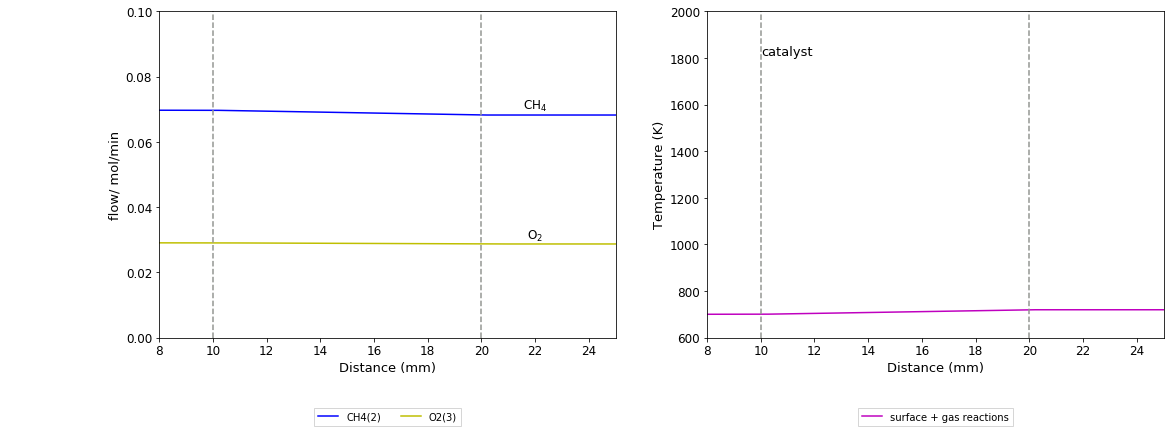 0.10
0.08
0.06
0.04
0.02
0.00
flow/ mol/min
CH₄
O₂
8 10 12 14 16 18 20 22 24
Distance (mm)
CH4(2) O2(3)
2000
1800
1600
1400
1200
1000
800
600
Temperature (K)
catalyst
8 10 12 14 16 18 20 22 24
Distance (mm)
surface + gas reactions